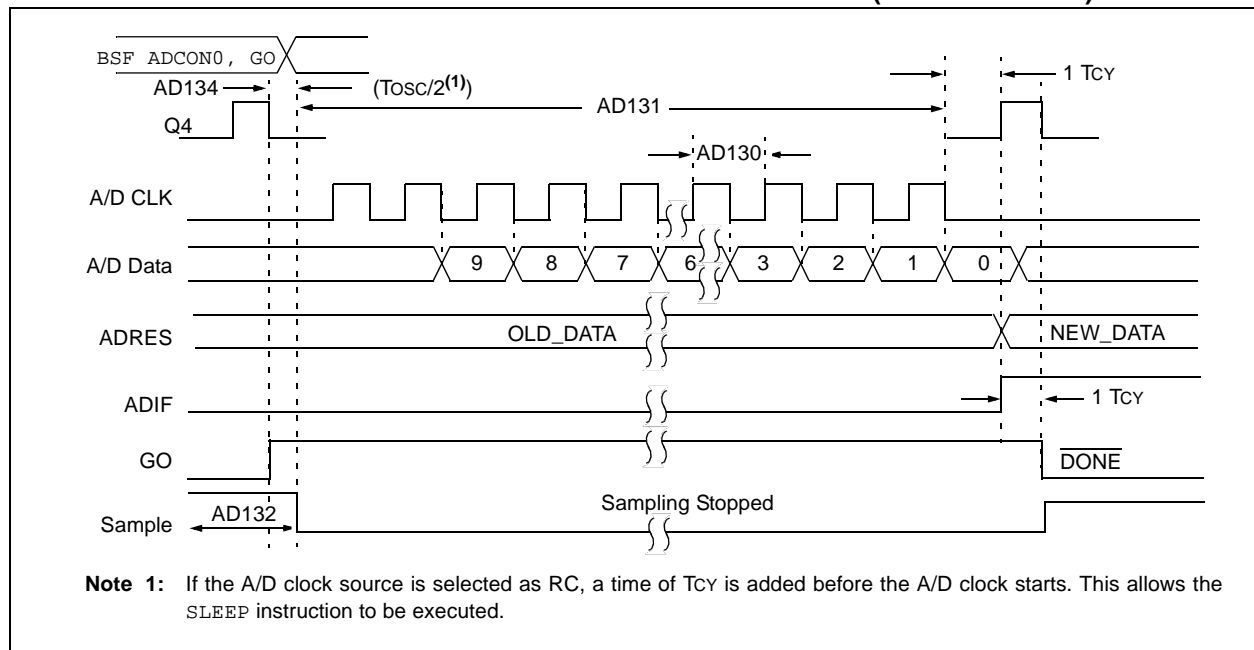 BSF ADCON0, GO
AD134
(TOSC/2(1))
AD131
1 TCY
Q4
AD130
A/D CLK
A/D Data
9 8 7 6 3 2 1 0
ADRES
OLD_DATA
NEW_DATA
ADIF
1 TCY
GO
DONE
Sample
AD132
Sampling Stopped
Note 1: If the A/D clock source is selected as RC, a time of TCY is added before the A/D clock starts. This allows the
SLEEP instruction to be executed.